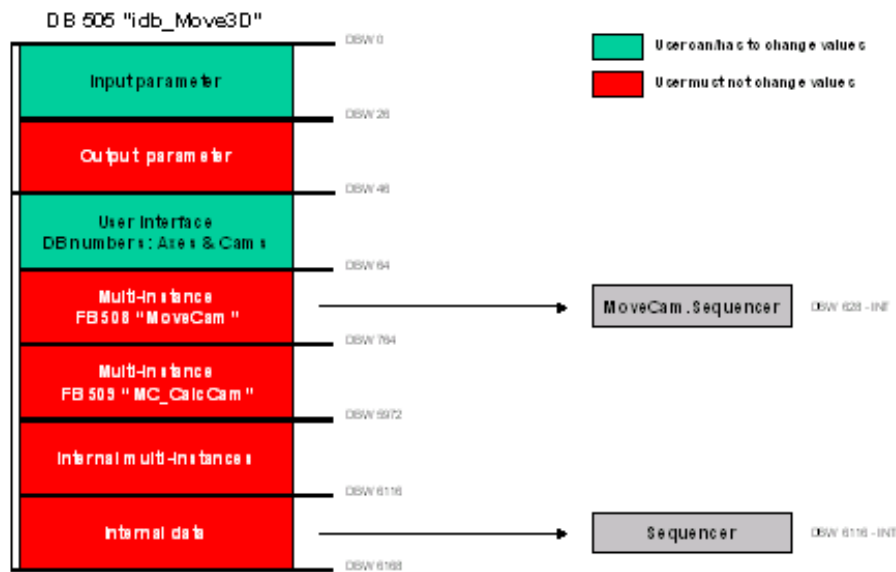 DB 505 "idb_Move3D"
DBW 0
User can/has to change values
Input parameter
User must not change values
DBW 26
Output parameter
DBW 46
User interface
DB numbers: Axes & Cams
DBW 64
Multi-instance
FB 508 "MoveCam"
MoveCam.Sequencer
DBW 628 - INT
DBW 764
Multi-instance
FB 509 "MC_CalcCam"
DBW 5972
Internal multi-instances
DBW 6116
Internal data
Sequencer
DBW 6116 - INT
DBW 6168